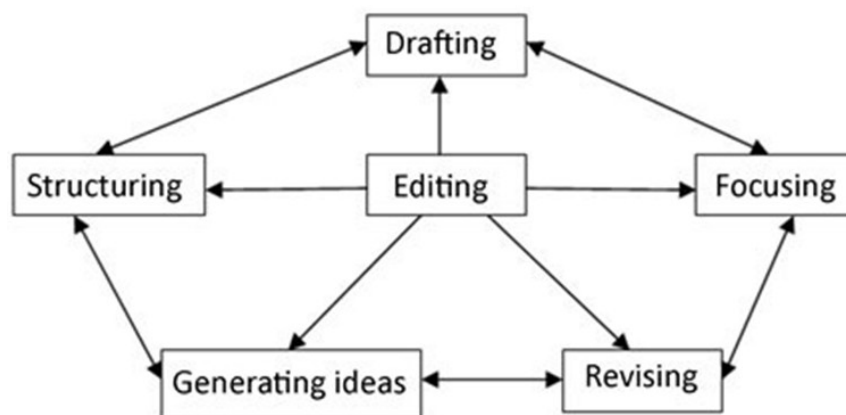 Drafting
Structuring
Editing
Focusing
Generating ideas
Revising